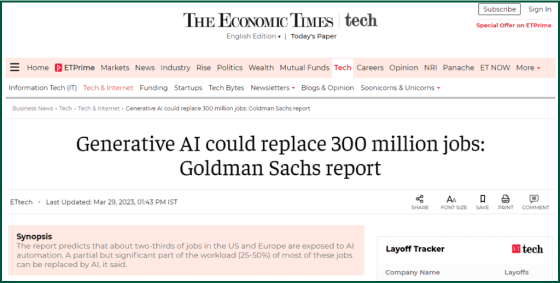 Subscribe Sign In
THE ECONOMIC TIMES | tech
Special Offer on ETPrime
English Edition ▾ | Today's Paper
Home ETPrime Markets News Industry Rise Politics Wealth Mutual Funds Tech Careers Opinion NRI Panache ET NOW More ▾
Information Tech (IT) Tech & Internet Funding Startups Tech Bytes Newsletters ▾ Blogs & Opinion Soonicorns & Unicorns ▾
Business News › Tech › Tech & Internet › Generative AI could replace 300 million jobs: Goldman Sachs report
Generative AI could replace 300 million jobs:
Goldman Sachs report
ETtech • Last Updated: Mar 29, 2023, 01:43 PM IST
SHARE FONT SIZE SAVE PRINT COMMENT
Synopsis
The report predicts that about two-thirds of jobs in the US and Europe are exposed to AI
automation. A partial but significant part of the workload (25-50%) of most of these jobs
can be replaced by AI, it said.
Layoff Tracker ET tech
Company Name Layoffs